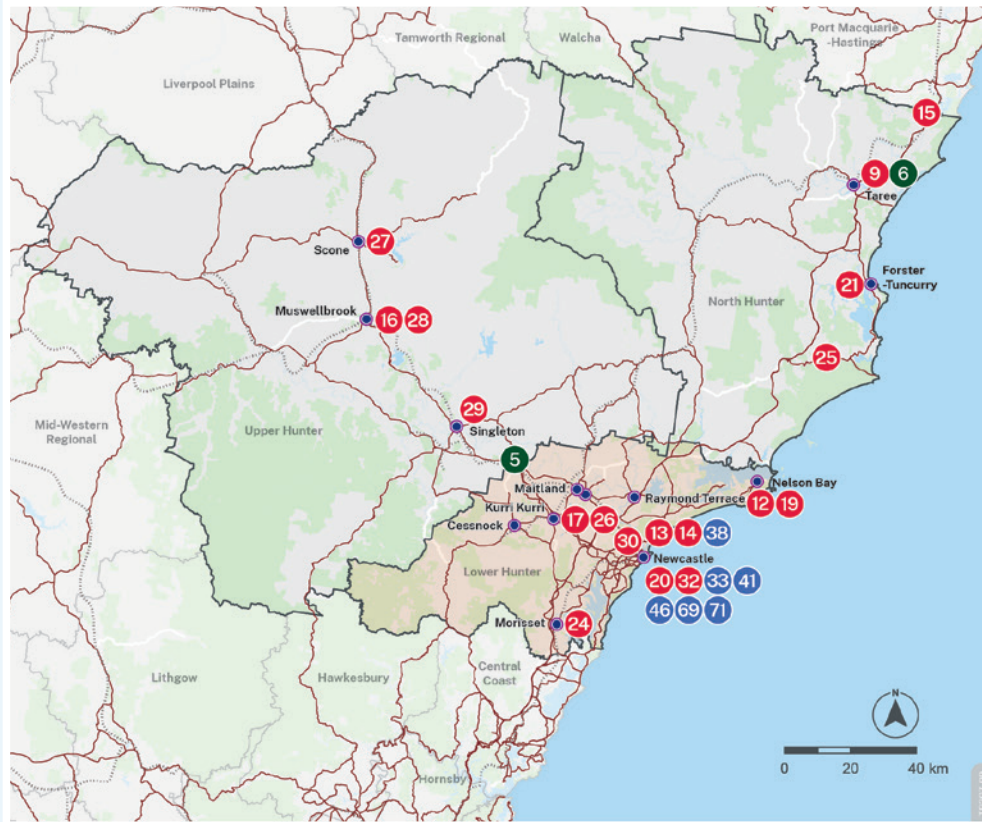 Port Macquarie
-Hastings
Tamworth Regional
Walcha
Liverpool Plains
15
9
6
Taree
Scone
27
Forster
-Tuncurry
21
North Hunter
Muswellbrook
16
28
25
Mid-Western
Regional
29
Singleton
Upper Hunter
5
Maitland
Nelson Bay
Raymond Terrace
12
19
Kurri Kurri
17
26
Cessnock
30
13
14
38
Newcastle
Lower Hunter
20
32
33
41
46
69
71
Morisset
24
Lithgow
Hawkesbury
Central
Coast
N
Hornsby
0
20
40 km